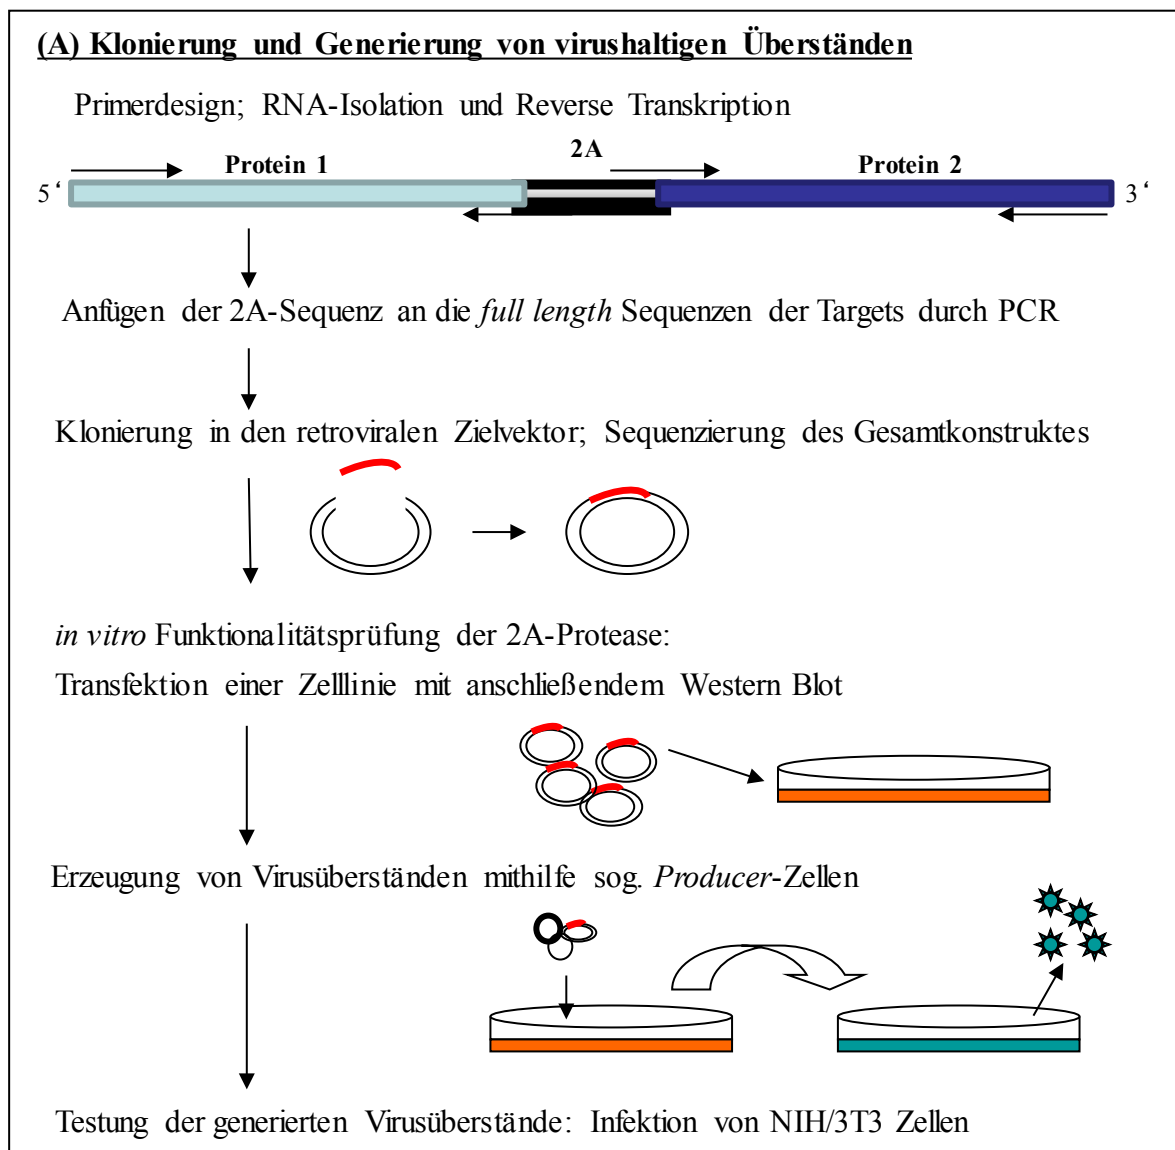 (A) Klonierung und Generierung von virushaltigen Überständen
Primerdesign; RNA-Isolation und Reverse Transkription
2A
Protein 1
Protein 2
5‘
3‘
Anfügen der 2A-Sequenz an die full length Sequenzen der Targets durch PCR
Klonierung in den retroviralen Zielvektor; Sequenzierung des Gesamtkonstruktes
in vitro Funktionalitätsprüfung der 2A-Protease:
Transfektion einer Zelllinie mit anschließendem Western Blot
Erzeugung von Virusüberständen mithilfe sog. Producer-Zellen
Testung der generierten Virusüberstände: Infektion von NIH/3T3 Zellen